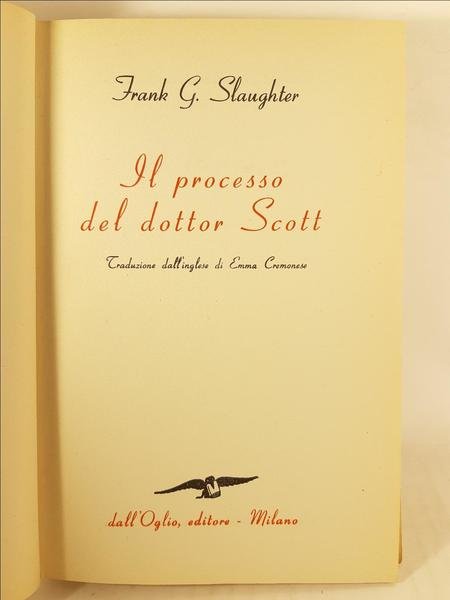 Frank G. Slaughter
Il processo
del dottor Scott
Traduzione dall'inglese di Emma Cremonese
dall'Oglio, editore - Milano